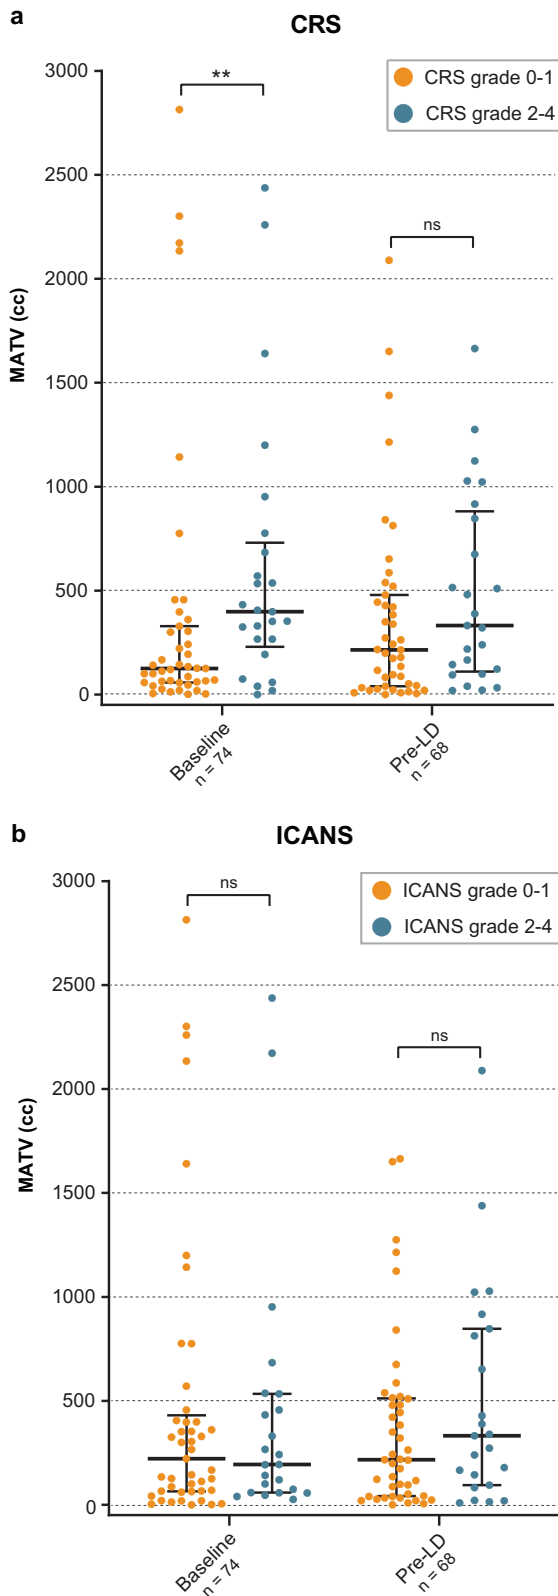 a
CRS
MATV (cc)
3000
2500
2000
1500
1000
500
0
**
ns
CRS grade 0-1
CRS grade 2-4
Baseline
n = 74
Pre-LD
n = 68
b
ICANS
MATV (cc)
3000
2500
2000
1500
1000
500
0
ns
ns
ICANS grade 0-1
ICANS grade 2-4
Baseline
n = 74
Pre-LD
n = 68